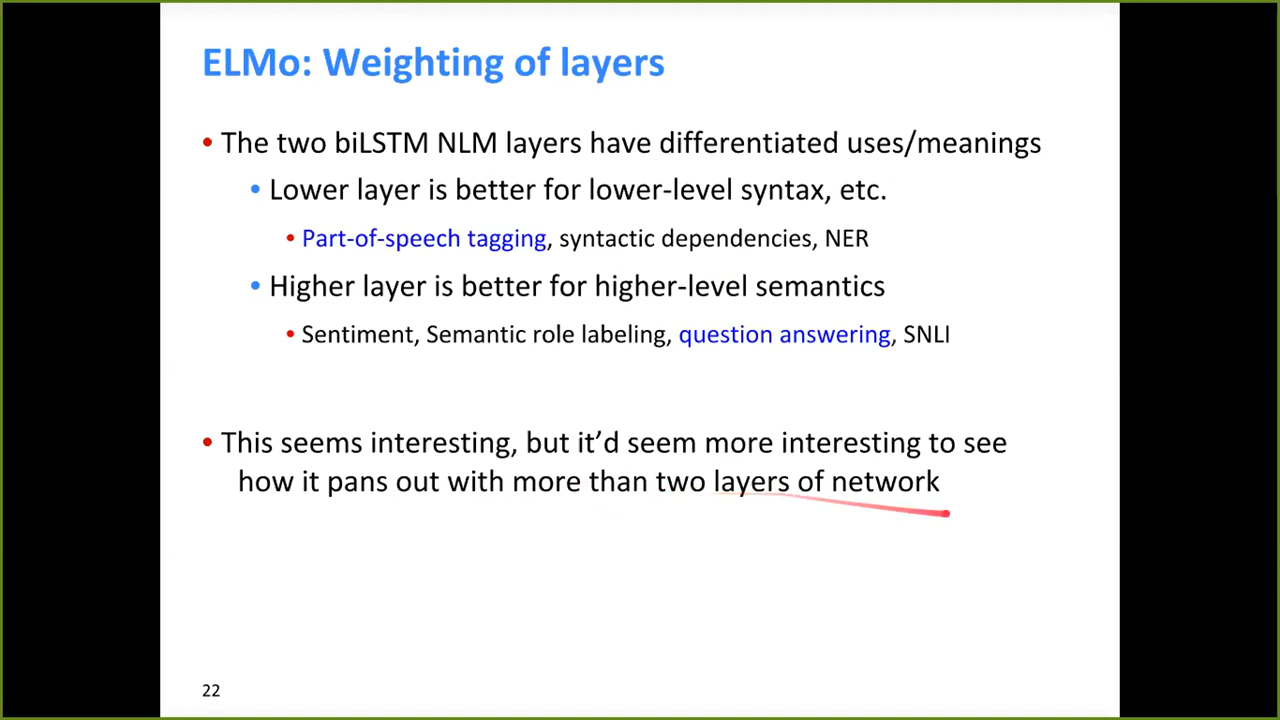 ELMo: Weighting of layers
• The two biLSTM NLM layers have differentiated uses/meanings
• Lower layer is better for lower-level syntax, etc.
• Part-of-speech tagging, syntactic dependencies, NER
• Higher layer is better for higher-level semantics
• Sentiment, Semantic role labeling, question answering, SNLI
• This seems interesting, but it’d seem more interesting to see
how it pans out with more than two layers of network
22